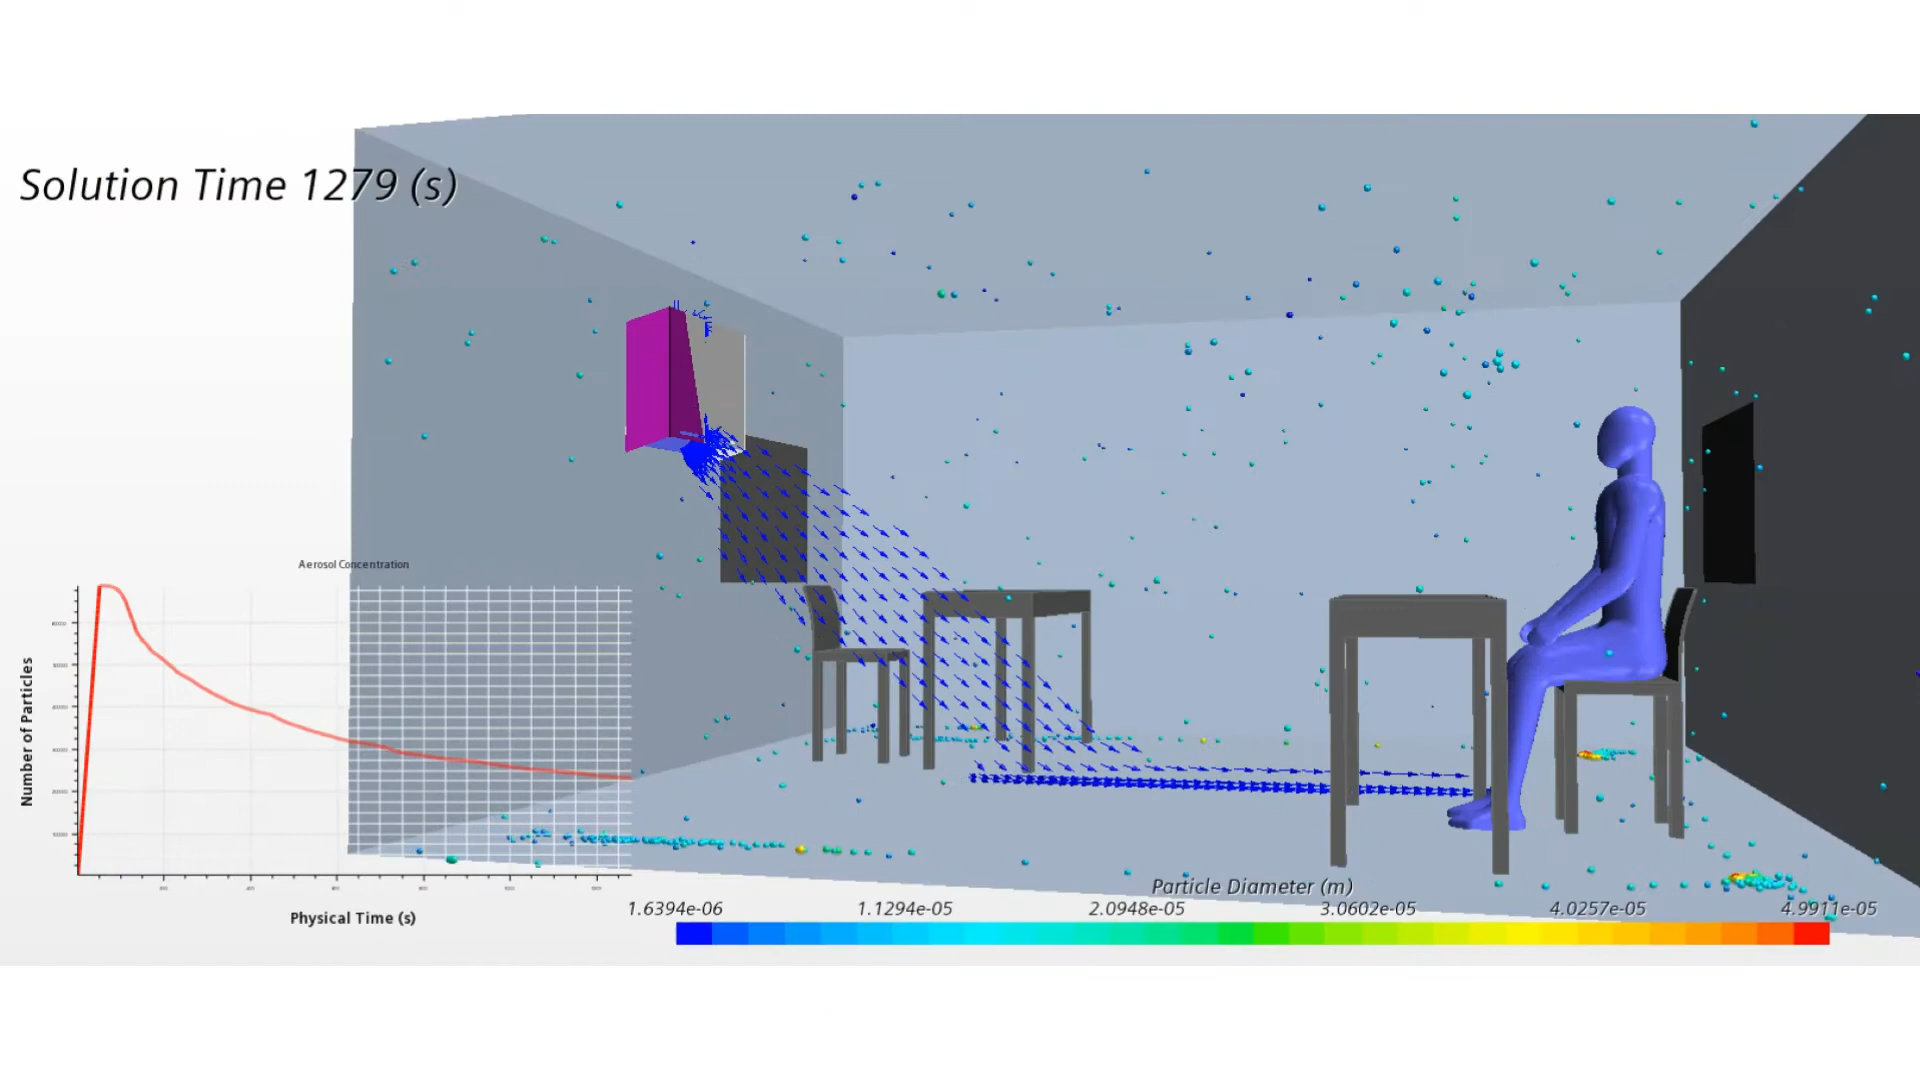 Solution Time 1279 (s)
Aerosol Concentration
Number of Particles
Physical Time (s)
Particle Diameter (m)
1.6394e-06 1.1294e-05 2.0948e-05 3.0602e-05 4.0257e-05 4.9911e-05